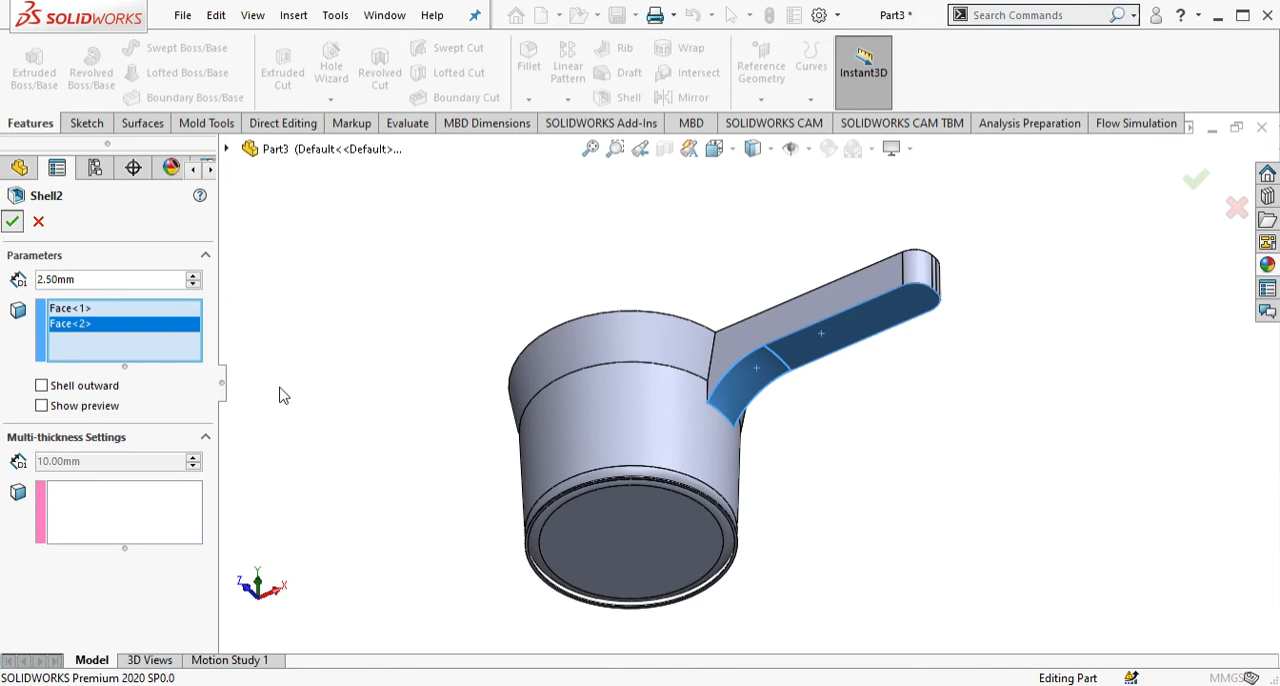 SOLIDWORKS File Edit View Insert Tools Window Help Part3 * Search Commands ?
Extruded Boss/Base
Revolved Boss/Base
Swept Boss/Base
Lofted Boss/Base
Boundary Boss/Base
Extruded Cut
Hole Wizard
Revolved Cut
Swept Cut
Lofted Cut
Boundary Cut
Fillet
Linear Pattern
Rib
Draft
Shell
Wrap
Intersect
Mirror
Reference Geometry
Curves
Instant3D
Features Sketch Surfaces Mold Tools Direct Editing Markup Evaluate MBD Dimensions SOLIDWORKS Add-Ins MBD SOLIDWORKS CAM SOLIDWORKS CAM TBM Analysis Preparation Flow Simulation
Part3 (Default<<Default>...
Shell2
Parameters
2.50mm
Face<1>
Face<2>
Shell outward
Show preview
Multi-thickness Settings
10.00mm
Y
Z X
Model 3D Views Motion Study 1
SOLIDWORKS Premium 2020 SP0.0 Editing Part MMGS